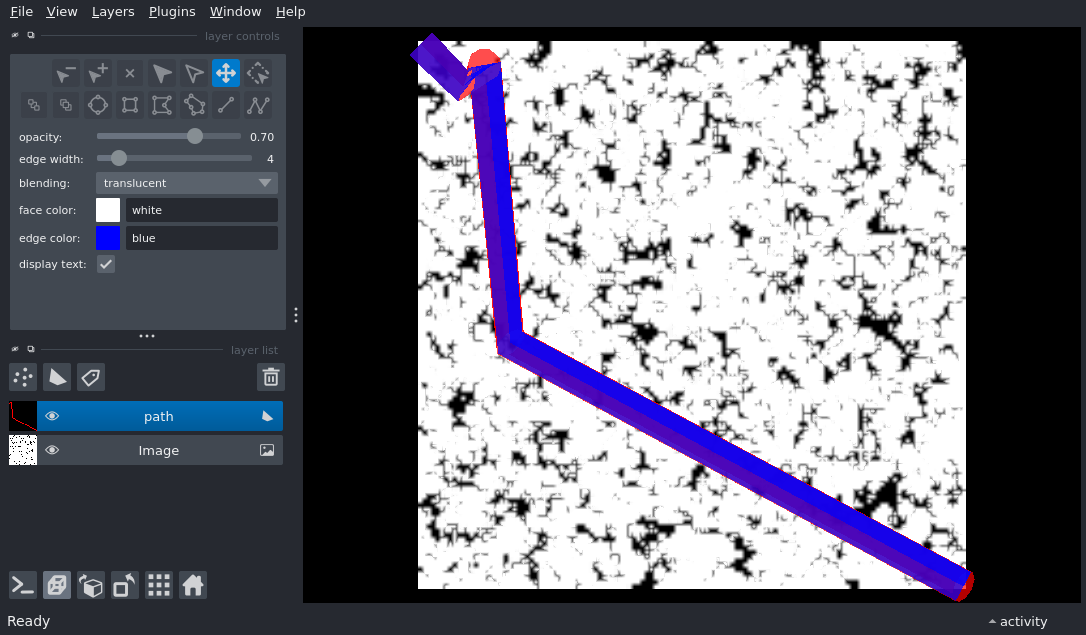 File View Layers Plugins Window Help
layer controls
opacity: 0.70
edge width: 4
blending: translucent
face color: white
edge color: blue
display text:
layer list
path
Image
Ready
activity